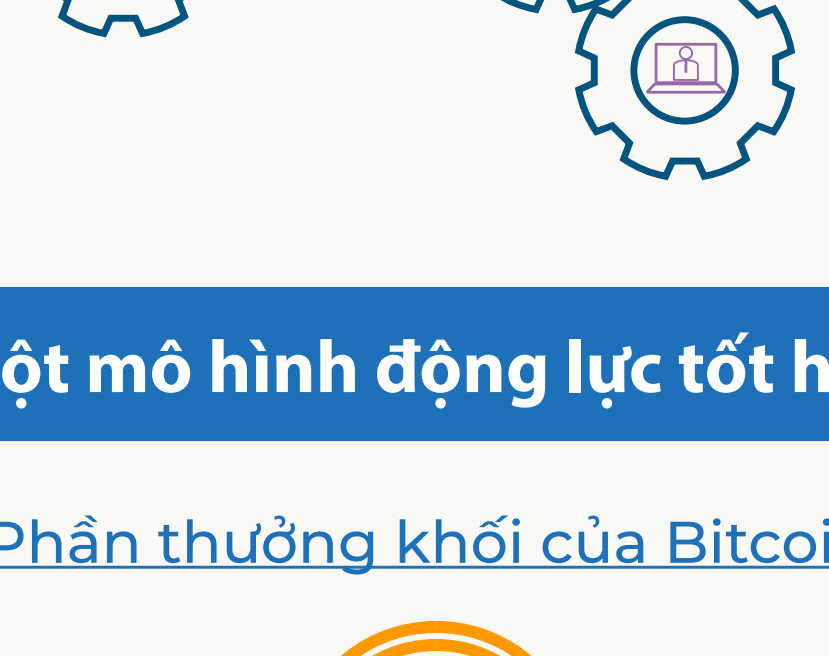 ột mô hình động lực tốt h
Phần thưởng khối của Bitcoi